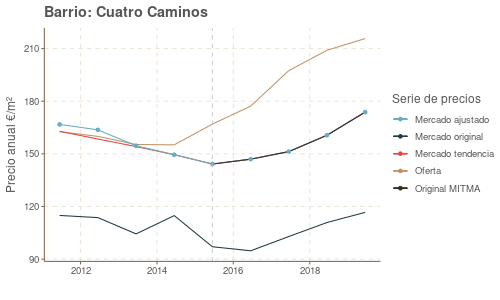 Barrio: Cuatro Caminos
Precio anual €/m²
210
180
150
120
90
2012
2014
2016
2018
Serie de precios
Mercado ajustado
Mercado original
Mercado tendencia
Oferta
Original MITMA